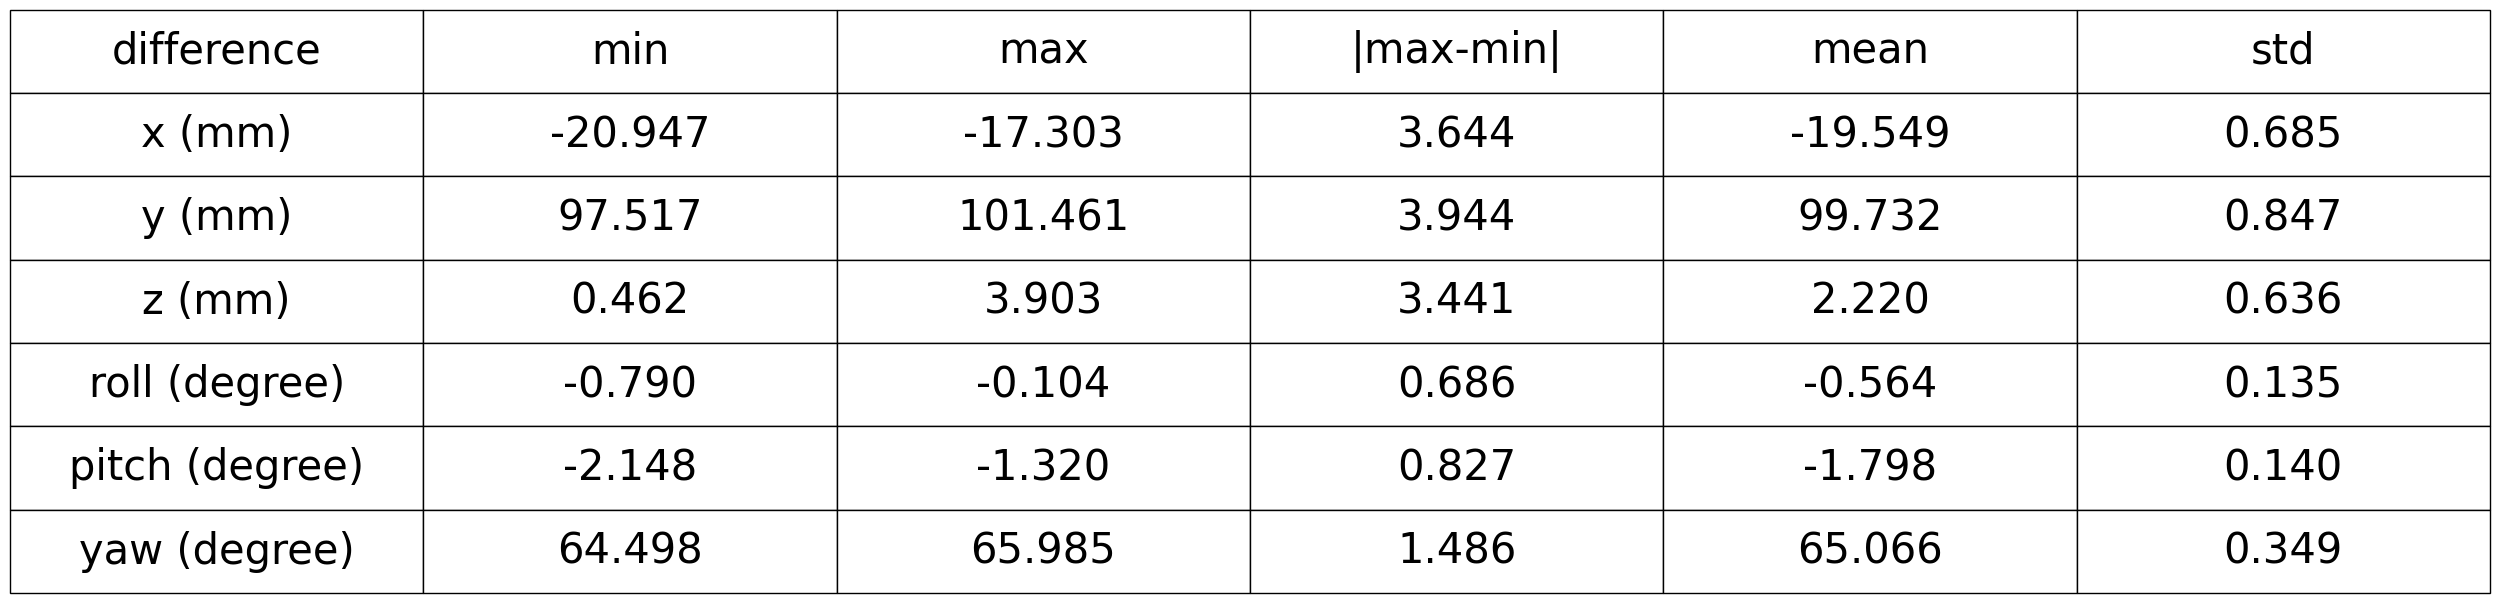 difference min max |max-min| mean std
x (mm) -20.947 -17.303 3.644 -19.549 0.685
y (mm) 97.517 101.461 3.944 99.732 0.847
z (mm) 0.462 3.903 3.441 2.220 0.636
roll (degree) -0.790 -0.104 0.686 -0.564 0.135
pitch (degree) -2.148 -1.320 0.827 -1.798 0.140
yaw (degree) 64.498 65.985 1.486 65.066 0.349